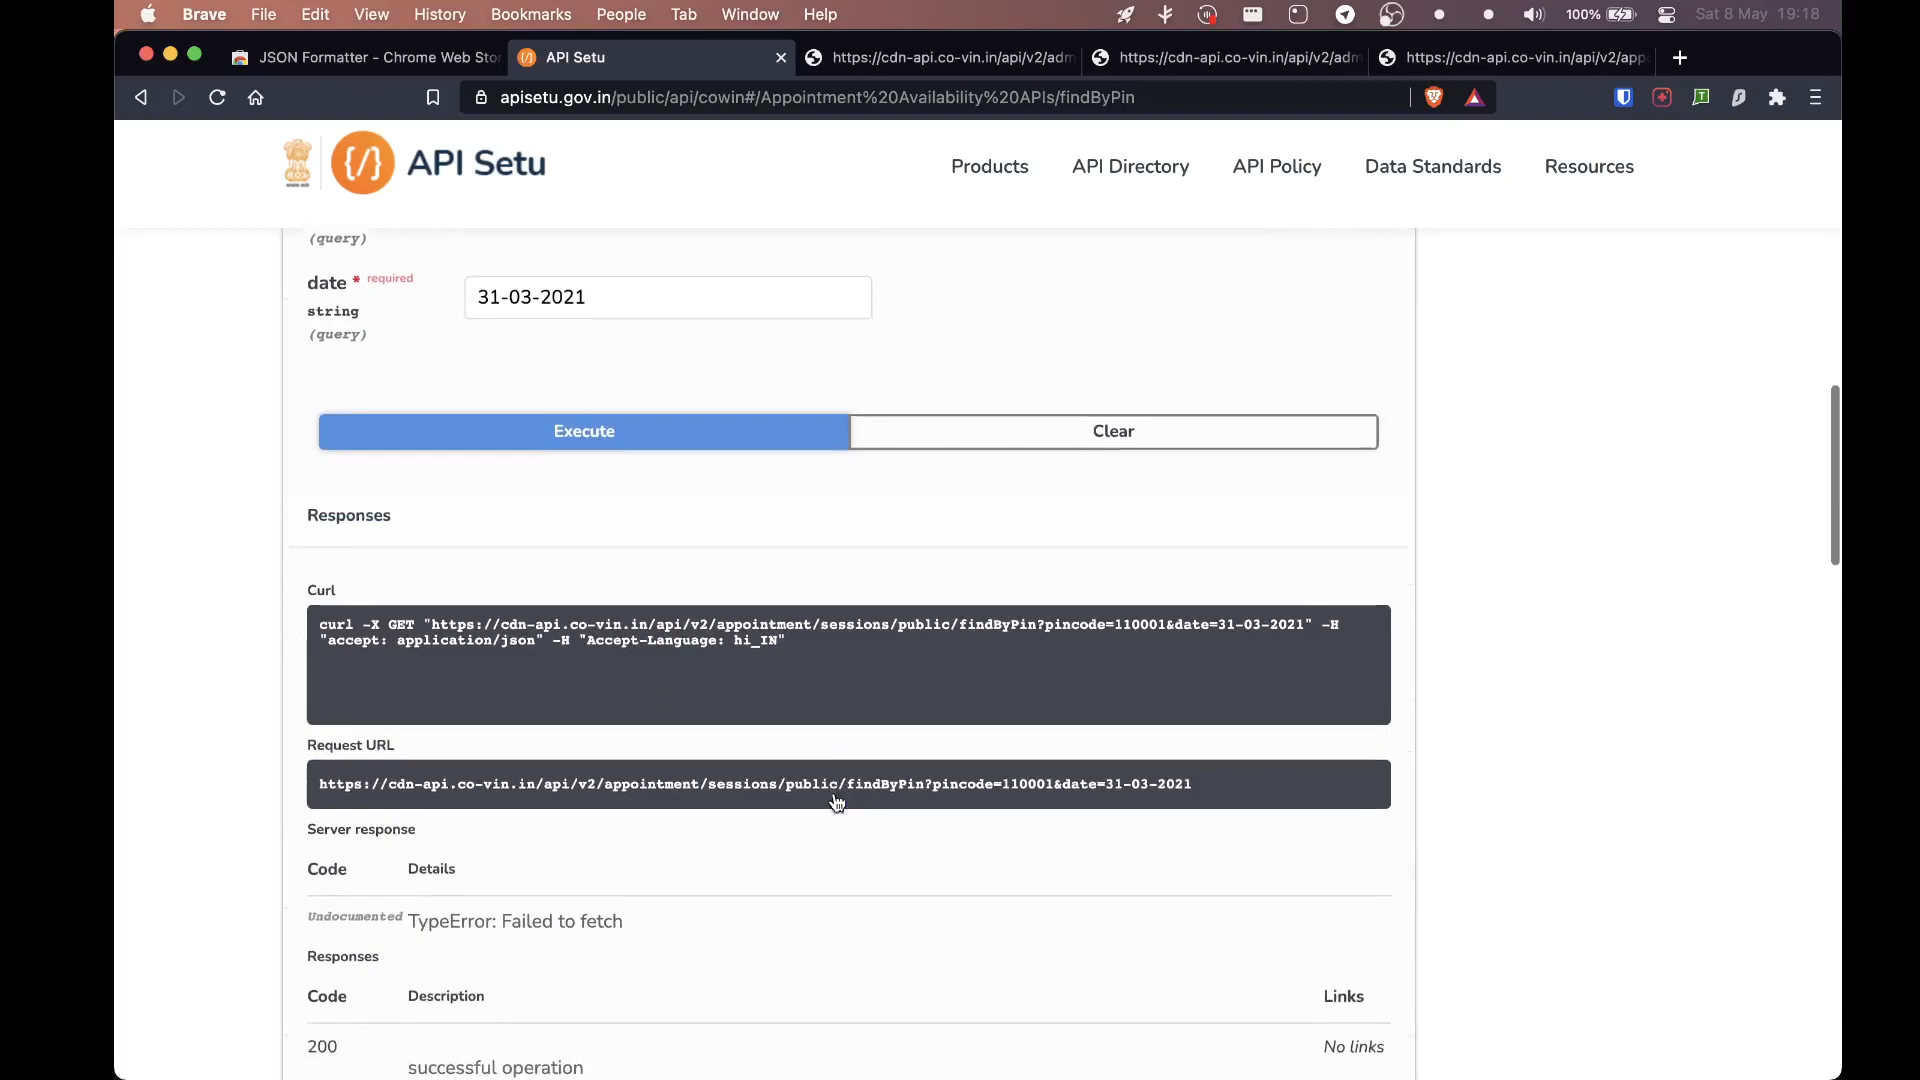 Brave File Edit View History Bookmarks People Tab Window Help 100% Sat 8 May 19:18
JSON Formatter - Chrome Web Sto
API Setu
https://cdn-api.co-vin.in/api/v2/adm
https://cdn-api.co-vin.in/api/v2/adm
https://cdn-api.co-vin.in/api/v2/app
apisetu.gov.in/public/api/cowin#/Appointment%20Availability%20APIs/findByPin
{/} API Setu
Products API Directory API Policy Data Standards Resources
(query)
date * required
31-03-2021
string
(query)
Execute Clear
Responses
Curl
curl -X GET "https://cdn-api.co-vin.in/api/v2/appointment/sessions/public/findByPin?pincode=110001&date=31-03-2021" -H
"accept: application/json" -H "Accept-Language: hi_IN"
Request URL
https://cdn-api.co-vin.in/api/v2/appointment/sessions/public/findByPin?pincode=110001&date=31-03-2021
Server response
Code Details
Undocumented TypeError: Failed to fetch
Responses
Code Description Links
200 No links
successful operation